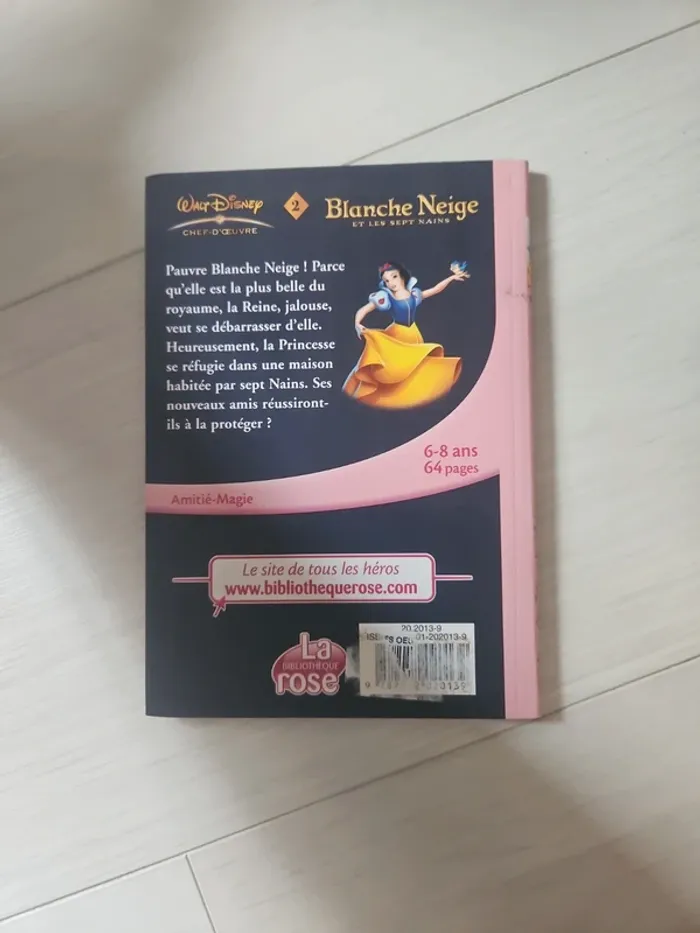 WALT DISNEY
CHEF-D'ŒUVRE
2
Blanche Neige
ET LES SEPT NAINS
Pauvre Blanche Neige ! Parce
qu'elle est la plus belle du
royaume, la Reine, jalouse,
veut se débarrasser d'elle.
Heureusement, la Princesse
se réfugie dans une maison
habitée par sept Nains. Ses
nouveaux amis réussiront-
ils à la protéger ?
6-8 ans
64 pages
Amitié-Magie
Le site de tous les héros
www.bibliothequerose.com
La
BIBLIOTHÈQUE
rose
20.2013-9
01-202013-9